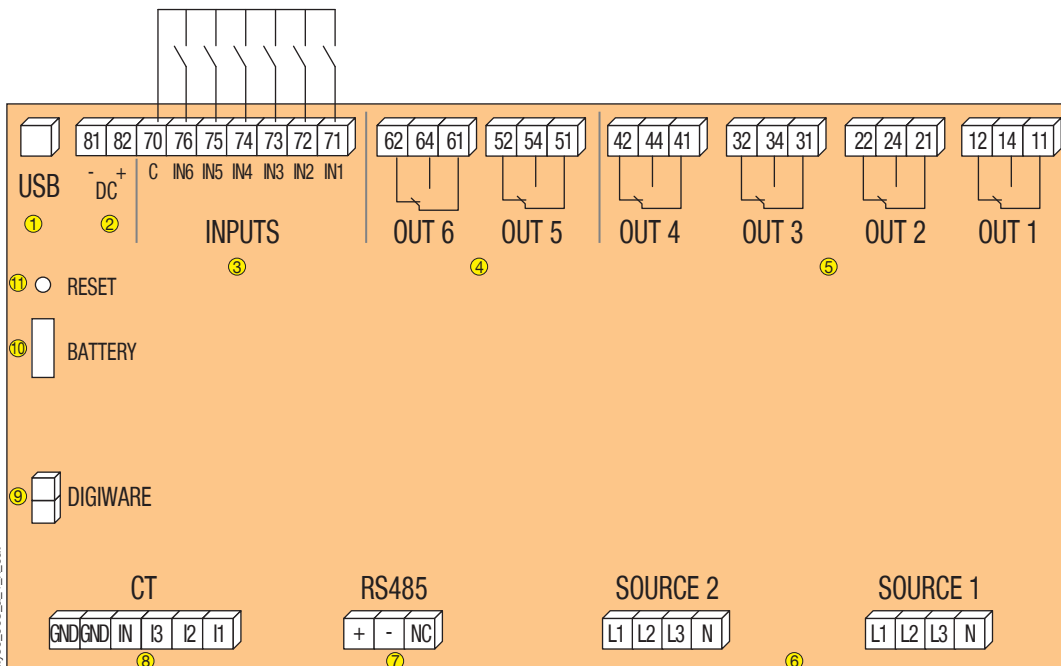 81 82 70 76 75 74 73 72 71 62 64 61 52 54 51 42 44 41 32 34 31 22 24 21 12 14 11
- DC + C IN6 IN5 IN4 IN3 IN2 IN1
USB
① ②
INPUTS OUT 6 OUT 5 OUT 4 OUT 3 OUT 2 OUT 1
③ ④ ⑤
⑪ RESET
⑩ BATTERY
⑨ DIGIWARE
CT RS485 SOURCE 2 SOURCE 1
GND GND IN I3 I2 I1 + - NC L1 L2 L3 N L1 L2 L3 N
⑧ ⑦ ⑥